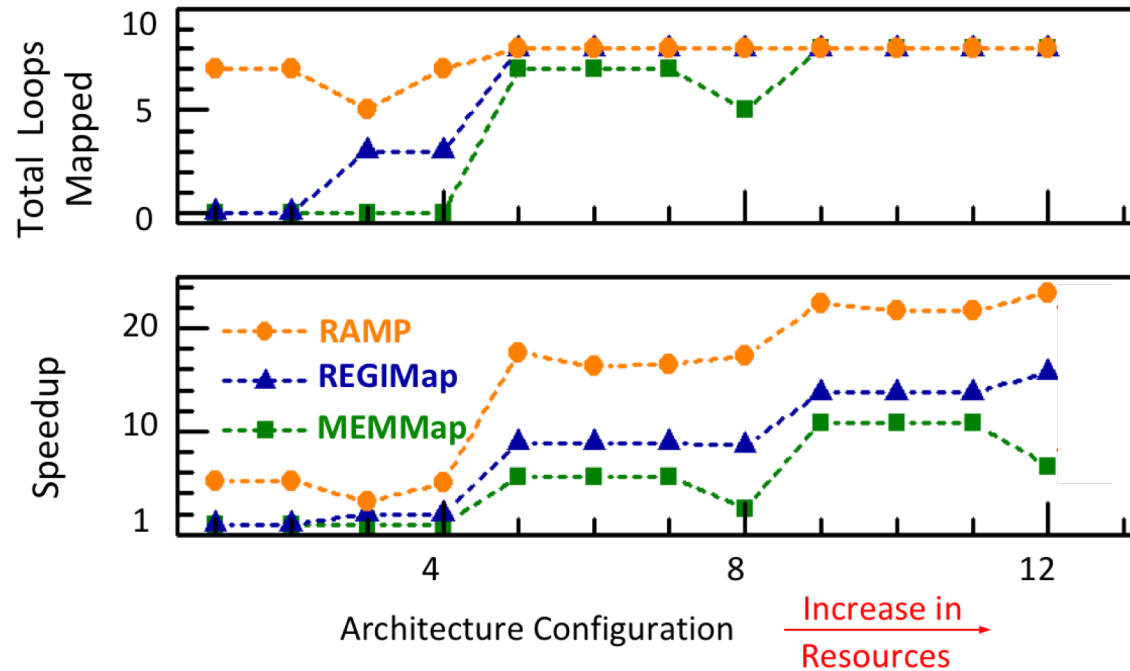 Total Loops
Mapped
10
5
0
Speedup
20
10
1
RAMP
REGIMap
MEMMap
4
8
12
Architecture Configuration
Increase in
Resources